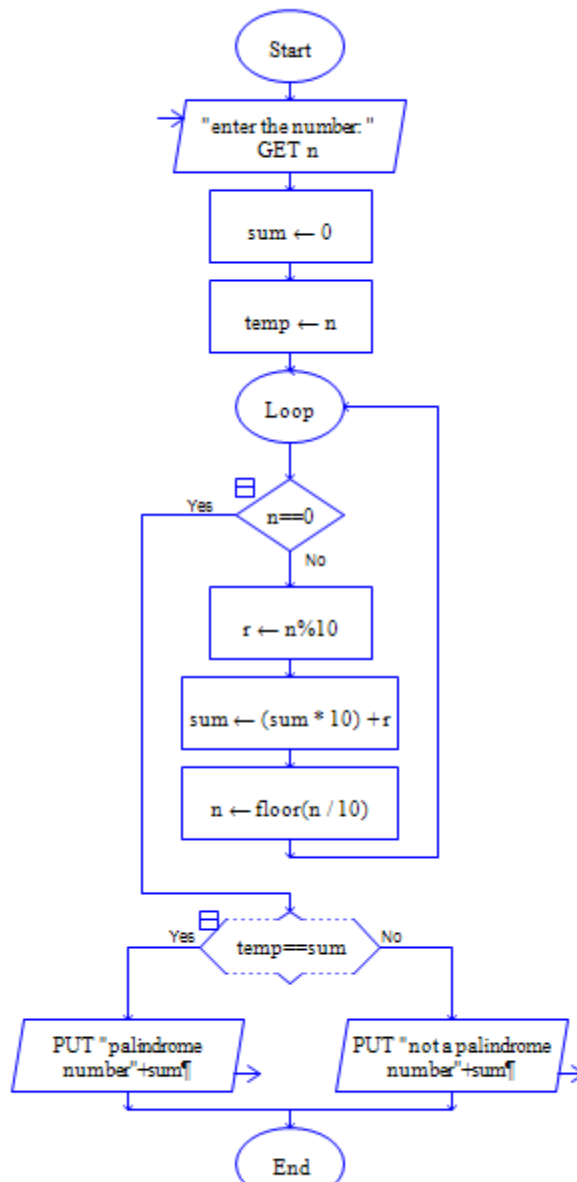 Start
"enter the number: "
GET n
sum ← 0
temp ← n
Loop
Yes
n==0
No
r ← n%10
sum ← (sum * 10) +r
n ← floor(n / 10)
Yes
temp==sum
No
PUT "palindrome
number"+sum¶
PUT "not a palindrome
number"+sum¶
End